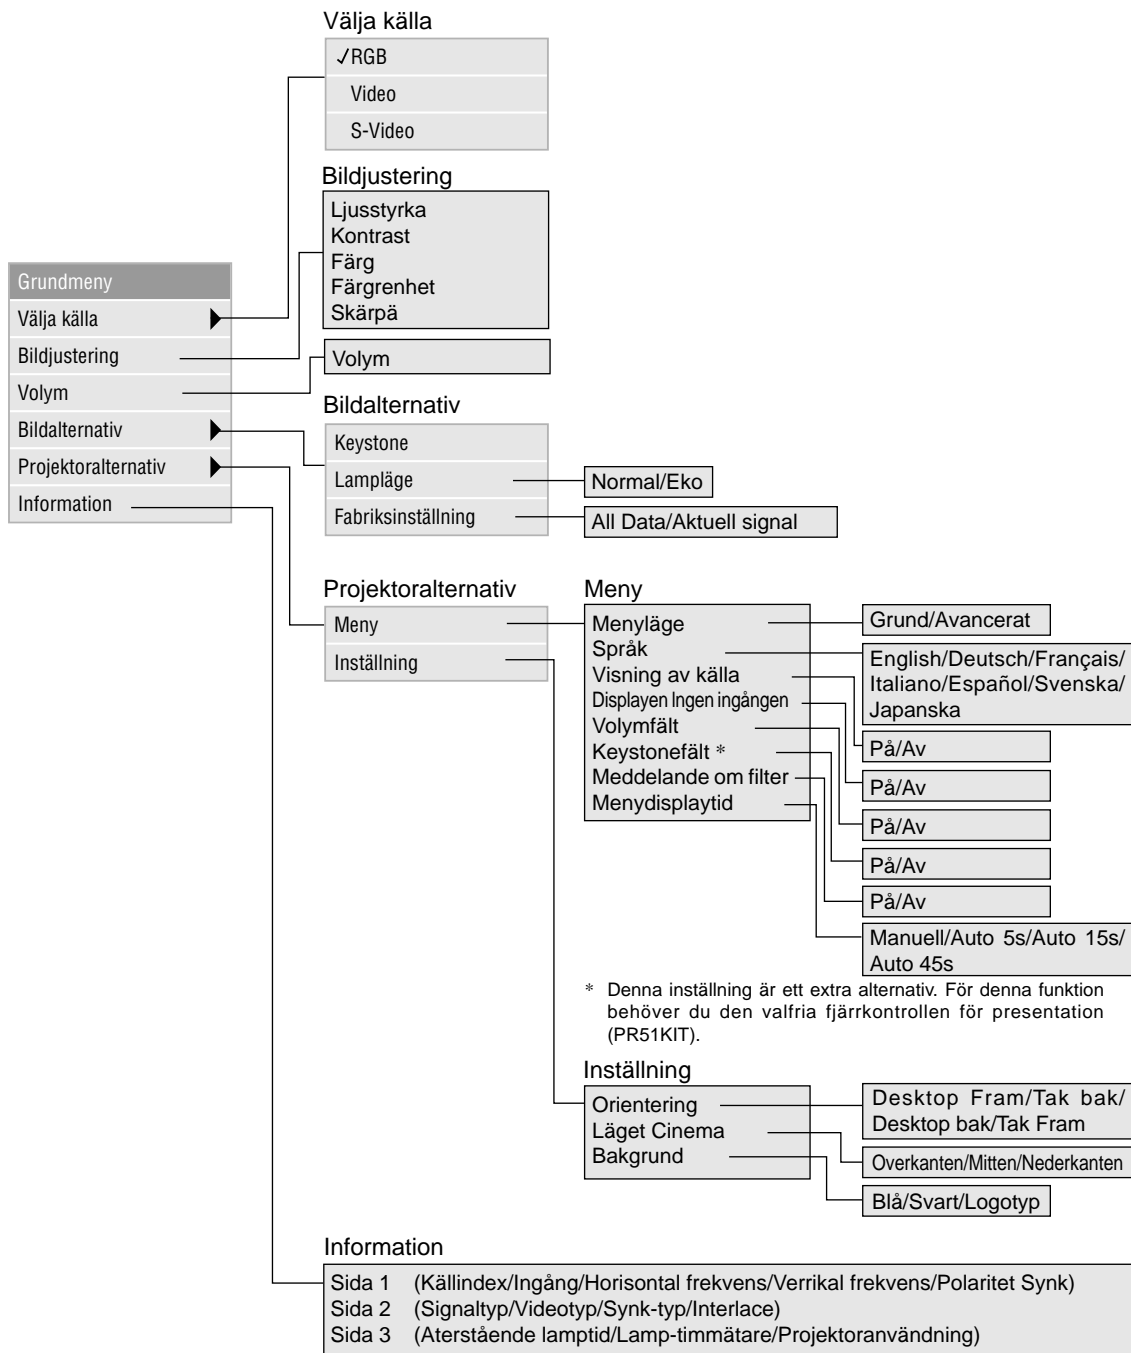 Välja källa
✓RGB
Video
S-Video
Bildjustering
Ljusstyrka
Kontrast
Färg
Färgrenhet
Skärpä
Grundmeny
Välja källa
Bildjustering
Volym
Bildalternativ
Projektoralternativ
Information
Volym
Bildalternativ
Keystone
Lampläge
Fabriksinställning
Normal/Eko
All Data/Aktuell signal
Projektoralternativ
Meny
Inställning
Meny
Menyläge
Språk
Visning av källa
Displayen Ingen ingången
Volymfält
Keystonefält *
Meddelande om filter
Menydisplaytid
Grund/Avancerat
English/Deutsch/Français/
Italiano/Español/Svenska/
Japanska
På/Av
På/Av
På/Av
På/Av
På/Av
Manuell/Auto 5s/Auto 15s/
Auto 45s
* Denna inställning är ett extra alternativ. För denna funktion
behöver du den valfria fjärrkontrollen för presentation
(PR51KIT).
Inställning
Orientering
Läget Cinema
Bakgrund
Desktop Fram/Tak bak/
Desktop bak/Tak Fram
Overkanten/Mitten/Nederkanten
Blå/Svart/Logotyp
Information
Sida 1 (Källindex/Ingång/Horisontal frekvens/Verrikal frekvens/Polaritet Synk)
Sida 2 (Signaltyp/Videotyp/Synk-typ/Interlace)
Sida 3 (Aterstående lamptid/Lamp-timmätare/Projektoranvändning)